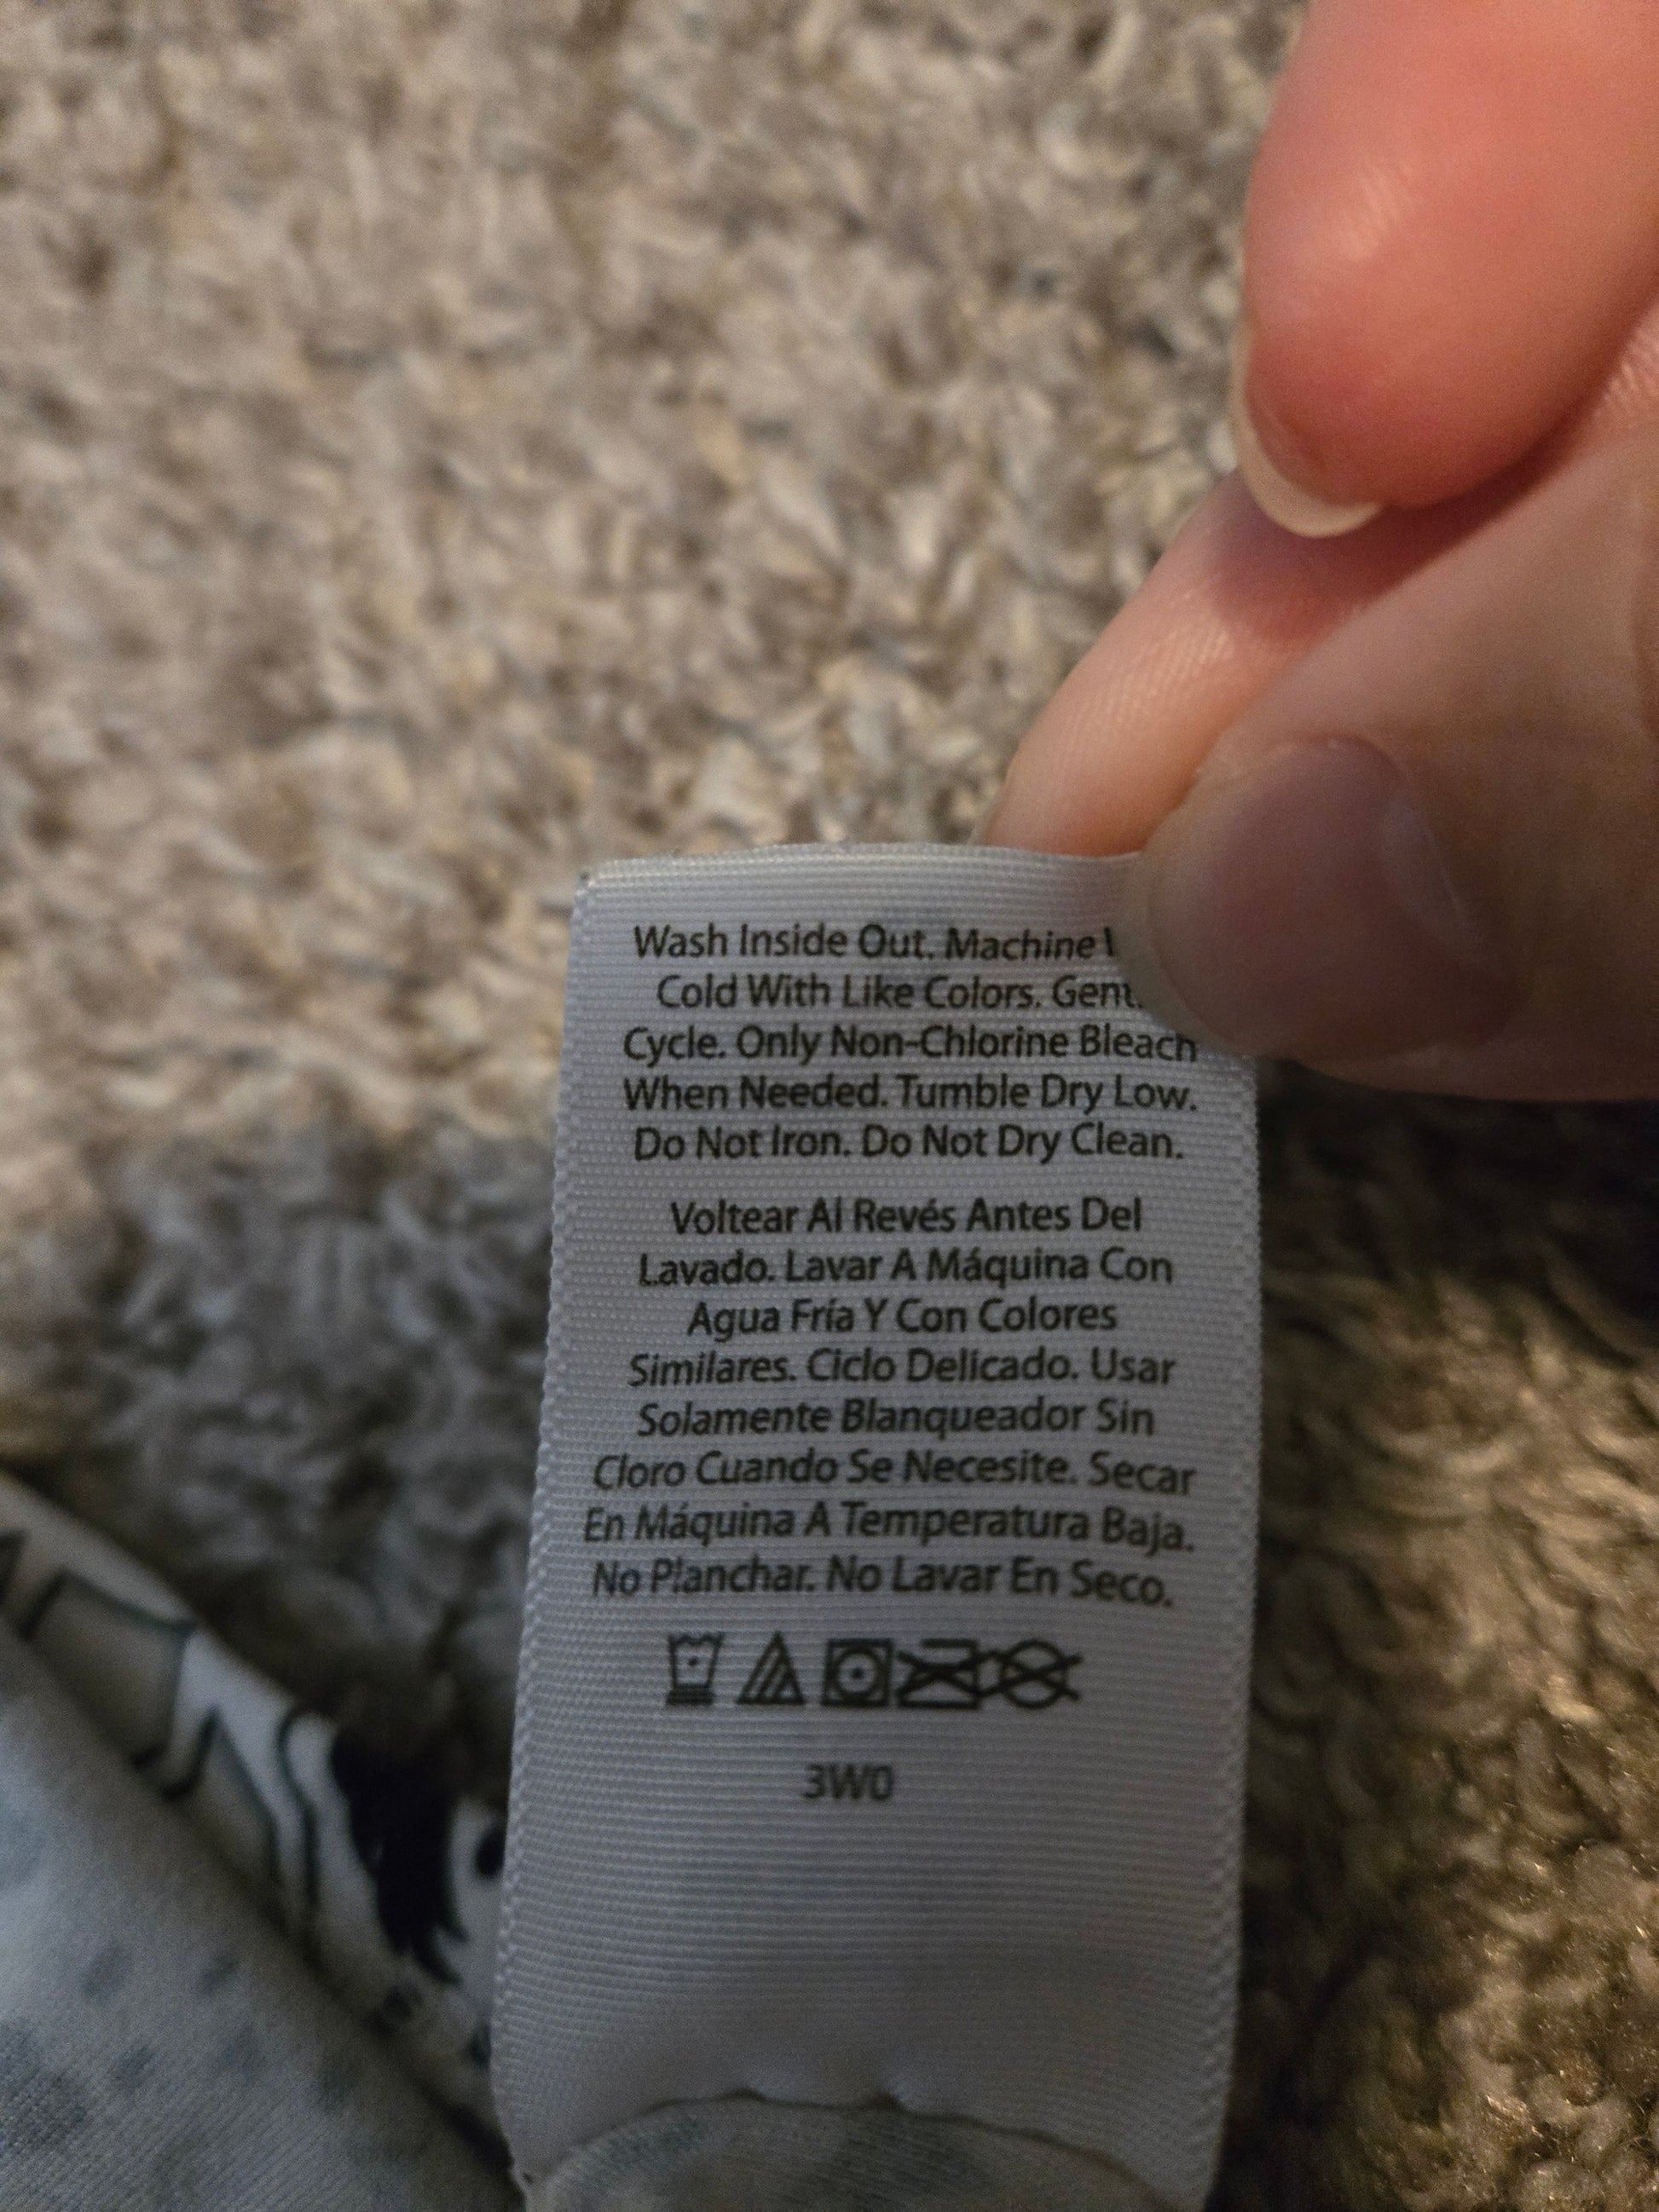 Wash Inside Out. Machine
Cold With Like Colors.
Cycle. Only Non-Chlorine Bleach
When Needed. Tumble Dry Low.
Do Not Iron. Do Not Dry Clean.
Voltear Al Revés Antes Del
Lavado. Lavar A Máquina Con
Agua Fría Y Con Colores
Similares. Ciclo Delicado. Usar
Solamente Blanqueador Sin
Cloro Cuando Se Necesite. Secar
En Máquina A Temperatura Baja.
No Planchar. No Lavar En Seco.
3W0